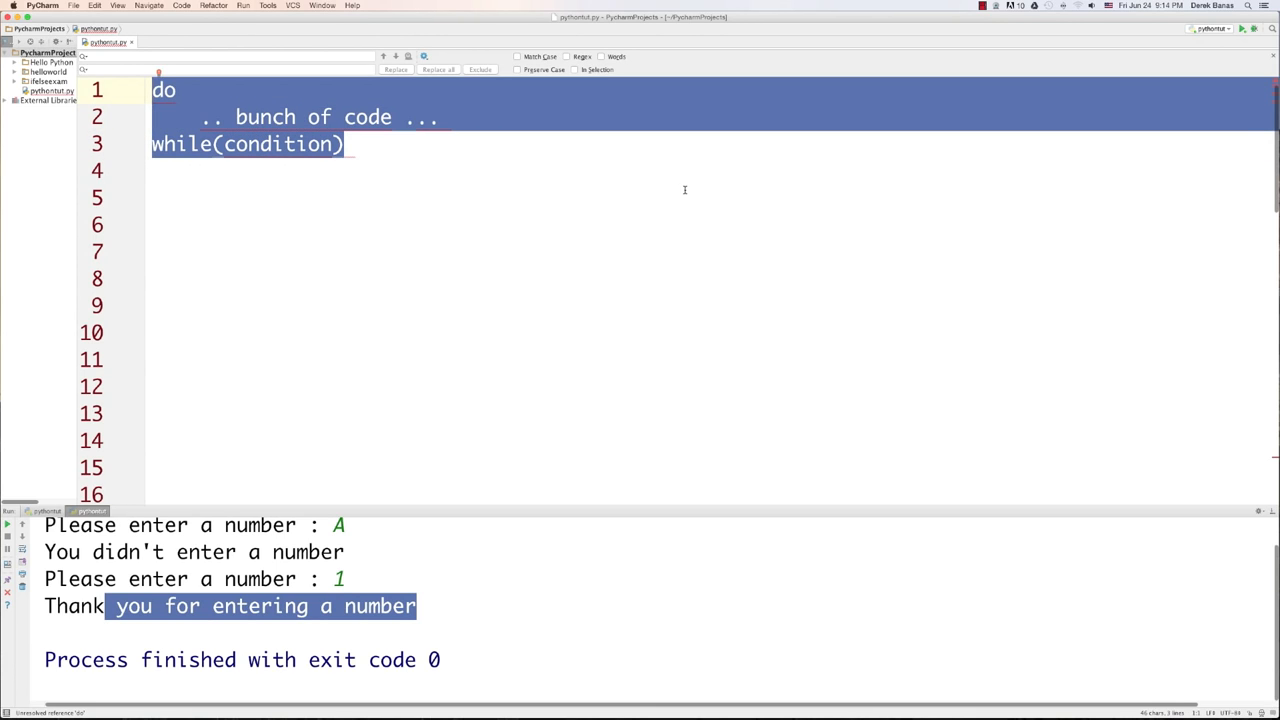 PyCharm File Edit View Navigate Code Refactor Run Tools VCS Window Help 10 Fri Jun 24 9:14 PM Derek Banas
pythontut.py - PycharmProjects - [~/PycharmProjects]
PycharmProjects pythontut.py pythontut
pythontut.py ×
PycharmProject
Match Case Regex Words
Hello Python
Replace Replace all Exclude Preserve Case In Selection
helloworld
ifelseexam
pythontut.py
External Librarie
1 do
2 .. bunch of code ...
3 while(condition)
4
5
6
7
8
9
10
11
12
13
14
15
16
Run: pythontut pythontut
Please enter a number : A
You didn't enter a number
Please enter a number : 1
Thank you for entering a number
Process finished with exit code 0
Unresolved reference 'do' 46 chars, 3 lines 1:1 LF UTF-8